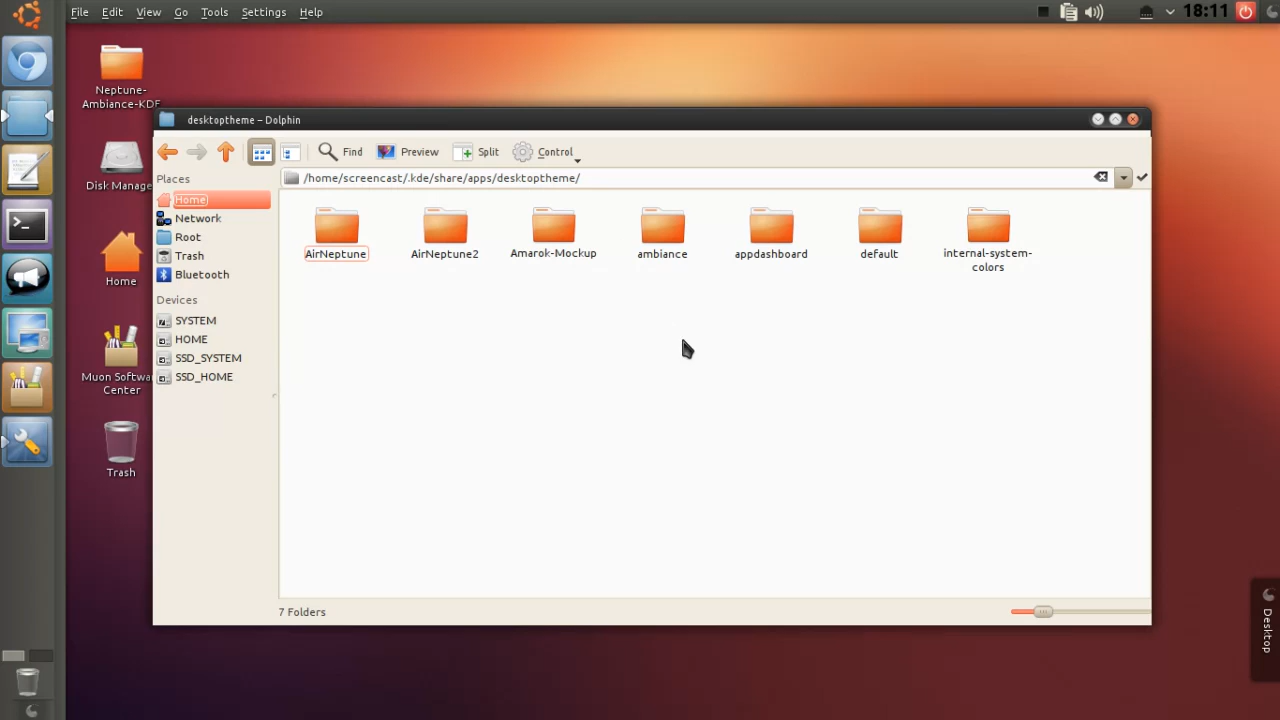 File Edit View Go Tools Settings Help
18:11
Neptune-
Ambiance-KDE
Disk Manage
Home
Muon Softwa
Center
Trash
desktoptheme – Dolphin
Find Preview Split Control
Places
/home/screencast/.kde/share/apps/desktoptheme/
Home
Network
Root
Trash
Bluetooth
Devices
SYSTEM
HOME
SSD_SYSTEM
SSD_HOME
AirNeptune
AirNeptune2
Amarok-Mockup
ambiance
appdashboard
default
internal-system-
colors
7 Folders
Desktop